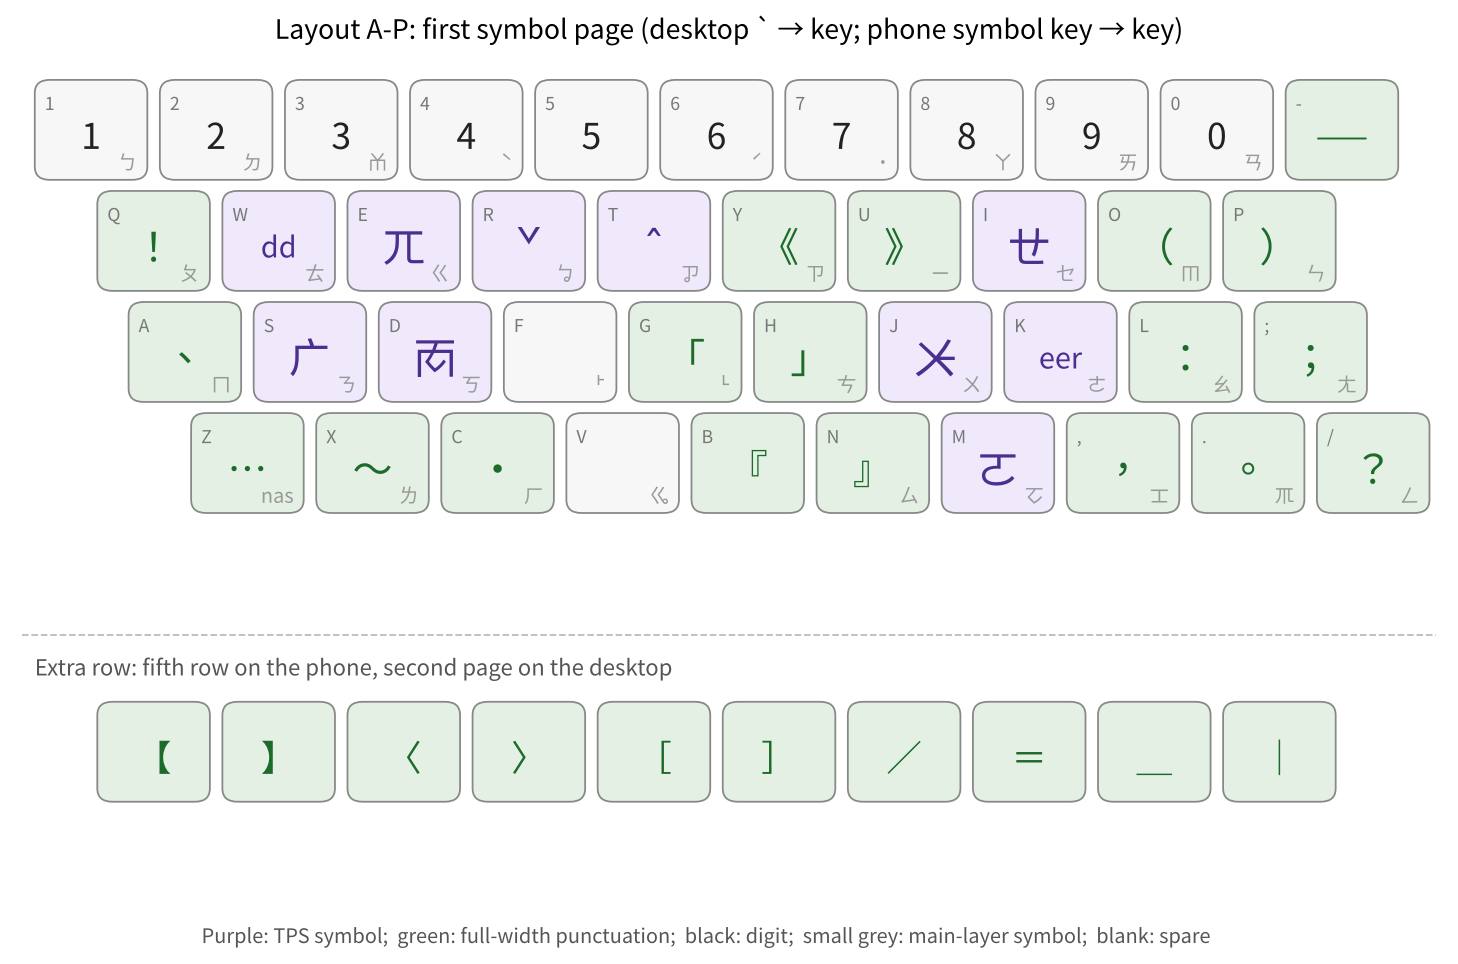 Layout A-P: first symbol page (desktop ` → key; phone symbol key → key)
1 1 ㄅ 2 2 ㄉ 3 3 4 4 ˋ 5 5 6 6 ˊ 7 7 ˙ 8 8 ㄚ 9 9 ㄞ 0 0 ㄢ - —
Q ！ ㄆ W dd ㄊ E ㄫ ㄍ R ˇ ㆠ T ˆ ㄗ Y 《 ㄗ U 》 ㄧ I せ ㄝ O （ ㆬ P ） ㄣ
A 、 ㄇ S 广 ㄋ D ㄎ F ㆵ G 「 H 」 ㄘ J ㄨ K eer ㄜ L ： ㄠ ; ； ㄤ
Z … nas X ～ ㄌ C · ㄏ V ㆣ B 『 N 』 ㄙ M ㄛ , ， ㆲ . 。 / ？ ㄥ
Extra row: fifth row on the phone, second page on the desktop
【 】 〈 〉 ［ ］ ／ ＝ ＿ ｜
Purple: TPS symbol; green: full-width punctuation; black: digit; small grey: main-layer symbol; blank: spare